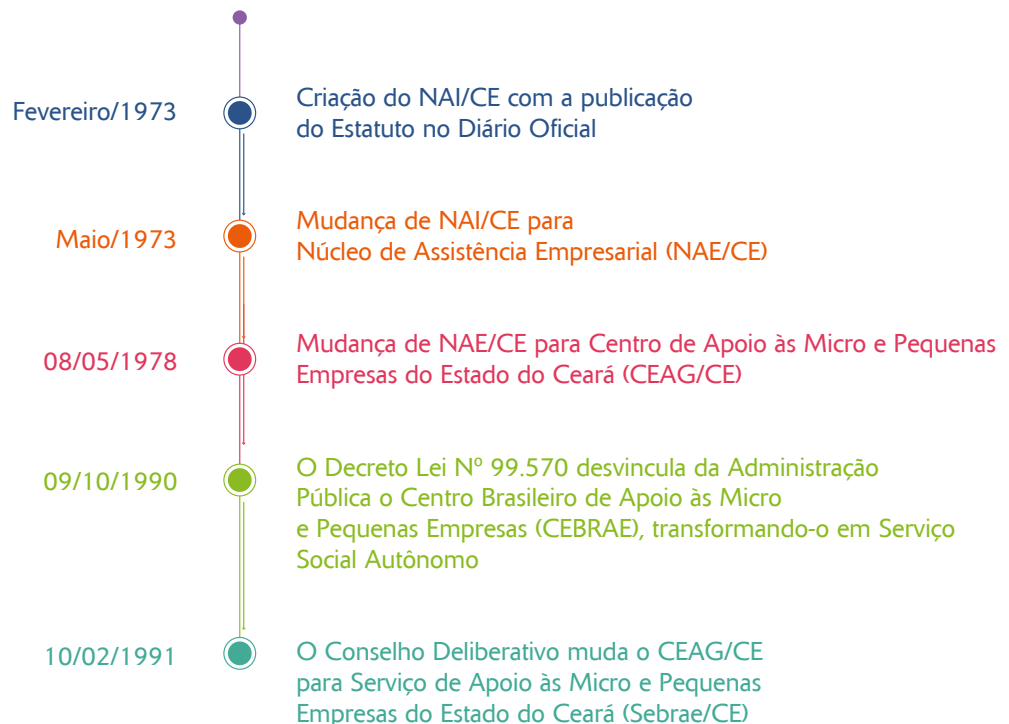 Fevereiro/1973
Criação do NAI/CE com a publicação
do Estatuto no Diário Oficial
Maio/1973
Mudança de NAI/CE para
Núcleo de Assistência Empresarial (NAE/CE)
08/05/1978
Mudança de NAE/CE para Centro de Apoio às Micro e Pequenas
Empresas do Estado do Ceará (CEAG/CE)
09/10/1990
O Decreto Lei Nº 99.570 desvincula da Administração
Pública o Centro Brasileiro de Apoio às Micro
e Pequenas Empresas (CEBRAE), transformando-o em Serviço
Social Autônomo
10/02/1991
O Conselho Deliberativo muda o CEAG/CE
para Serviço de Apoio às Micro e Pequenas
Empresas do Estado do Ceará (Sebrae/CE)